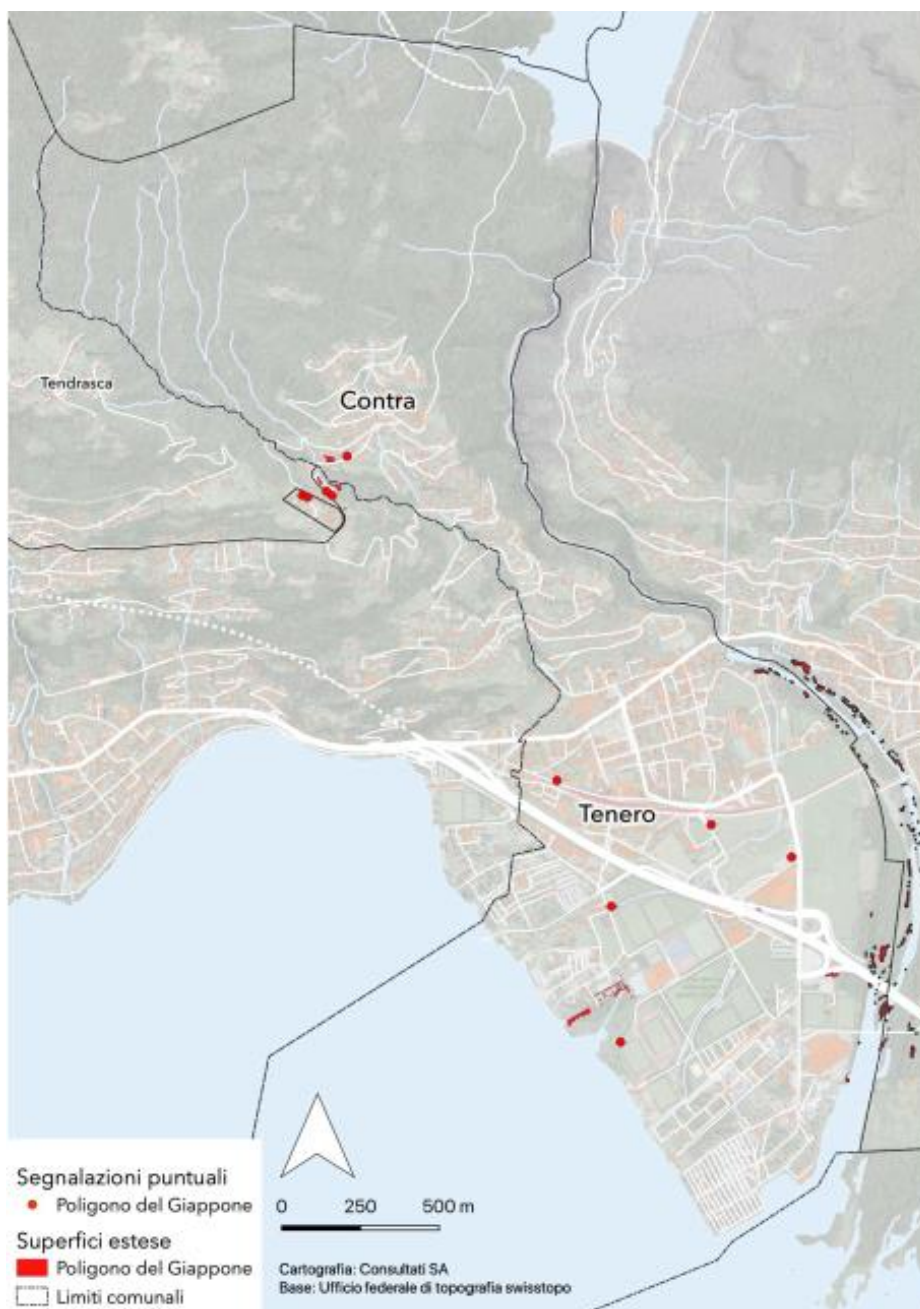 Tendrasca
Contra
Tenero
Segnalazioni puntuali
Poligono del Giappone
Superfici estese
Poligono del Giappone
Limiti comunali
0 250 500 m
Cartografia: Consultati SA
Base: Ufficio federale di topografia swisstopo